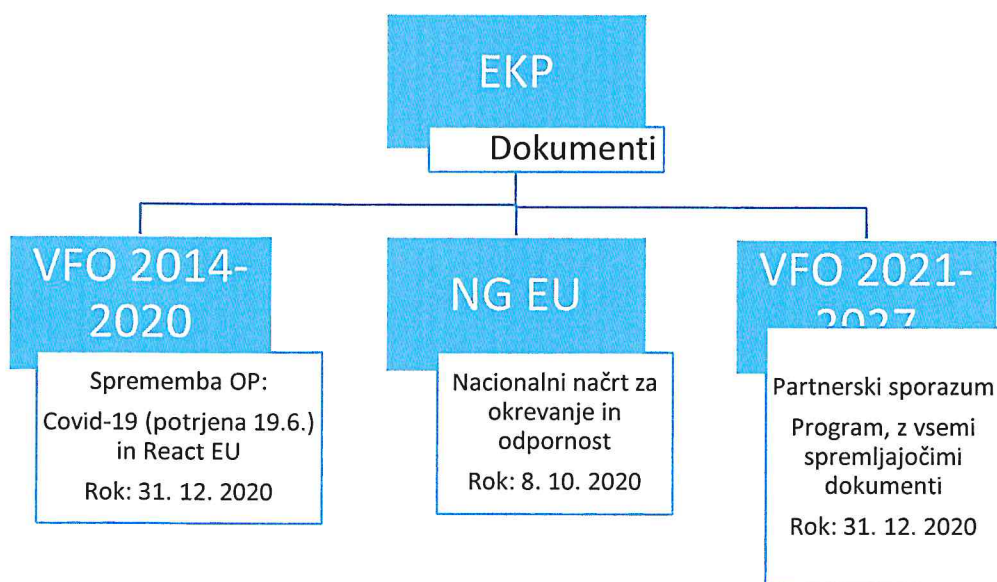 EKP
Dokumenti
VFO 2014-
2020
Sprememba OP:
Covid-19 (potrjena 19.6.)
in React EU
Rok: 31. 12. 2020
NG EU
Nacionalni načrt za
okrevanje in
odpornost
Rok: 8. 10. 2020
VFO 2021-
2027
Partnerski sporazum
Program, z vsemi
spremljajočimi
dokumenti
Rok: 31. 12. 2020